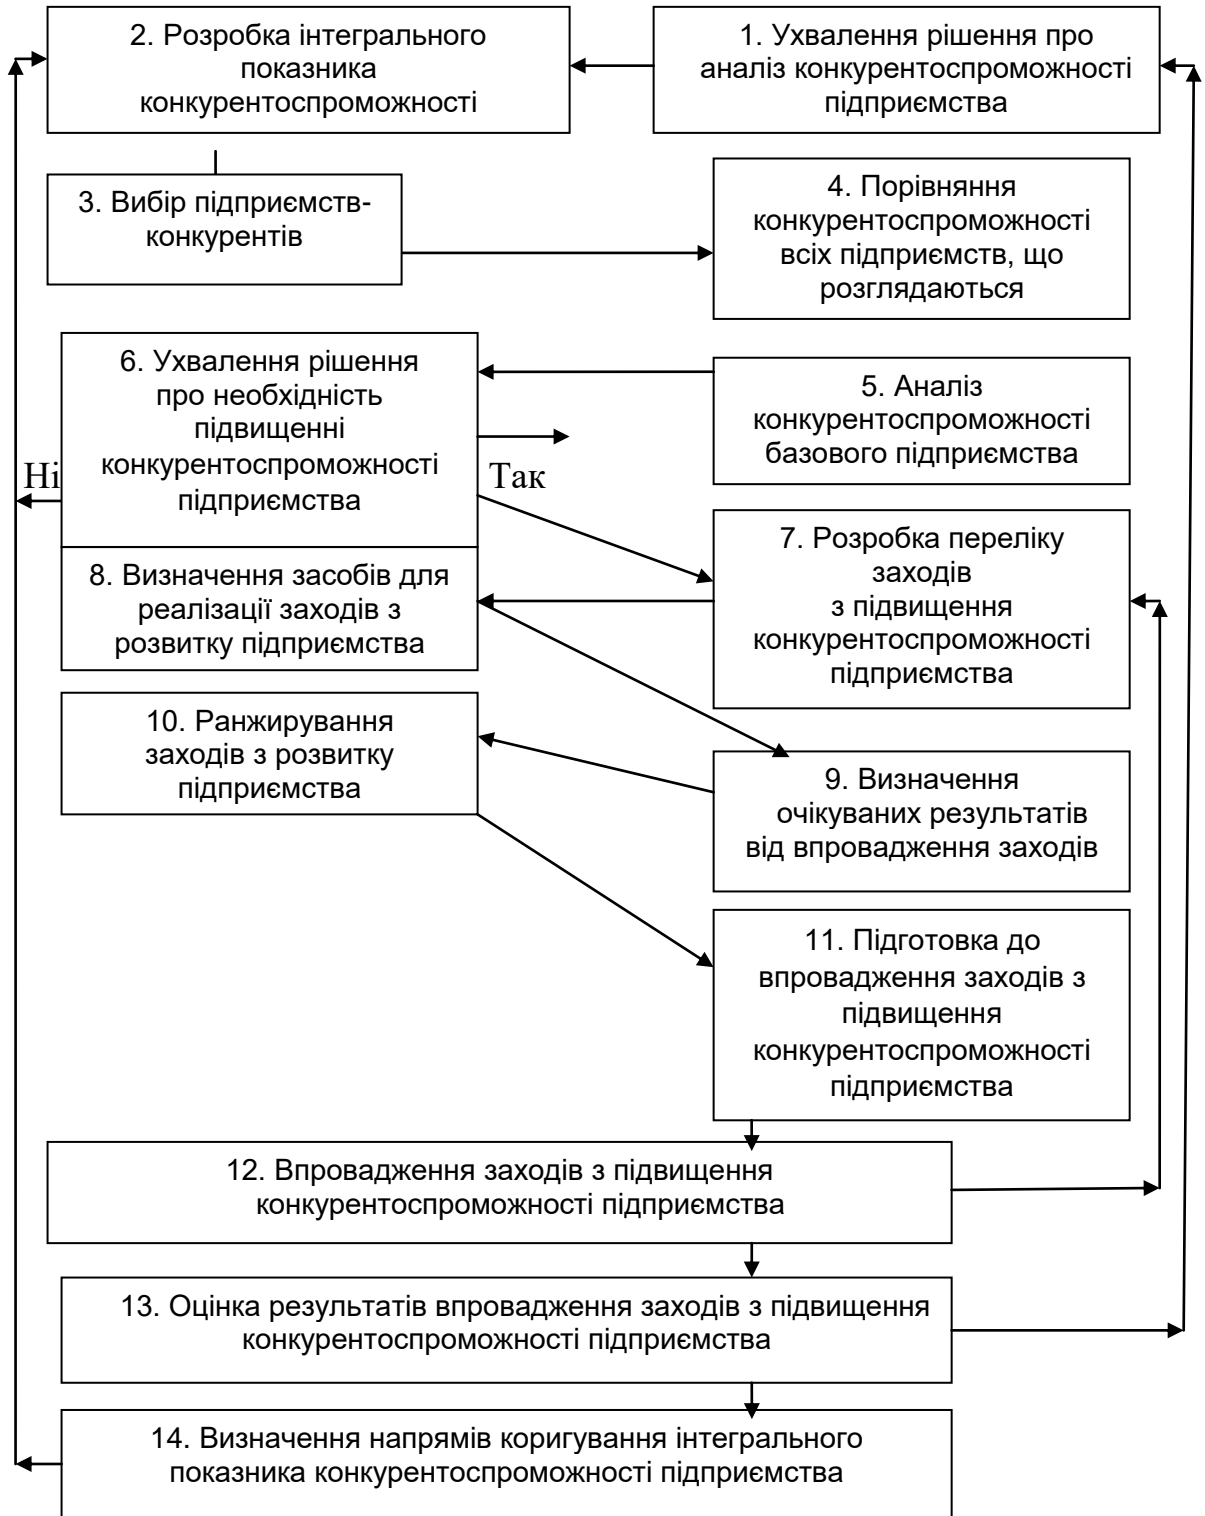 2. Розробка інтегрального
показника
конкурентоспроможності
1. Ухвалення рішення про
аналіз конкурентоспроможності
підприємства
3. Вибір підприємств-
конкурентів
4. Порівняння
конкурентоспроможності
всіх підприємств, що
розглядаються
6. Ухвалення рішення
про необхідність
підвищенні
конкурентоспроможності
підприємства
5. Аналіз
конкурентоспроможності
базового підприємства
Ні
Так
7. Розробка переліку
заходів
з підвищення
конкурентоспроможності
підприємства
8. Визначення засобів для
реалізації заходів з
розвитку підприємства
10. Ранжирування
заходів з розвитку
підприємства
9. Визначення
очікуваних результатів
від впровадження заходів
11. Підготовка до
впровадження заходів з
підвищення
конкурентоспроможності
підприємства
12. Впровадження заходів з підвищення
конкурентоспроможності підприємства
13. Оцінка результатів впровадження заходів з підвищення
конкурентоспроможності підприємства
14. Визначення напрямів коригування інтегрального
показника конкурентоспроможності підприємства